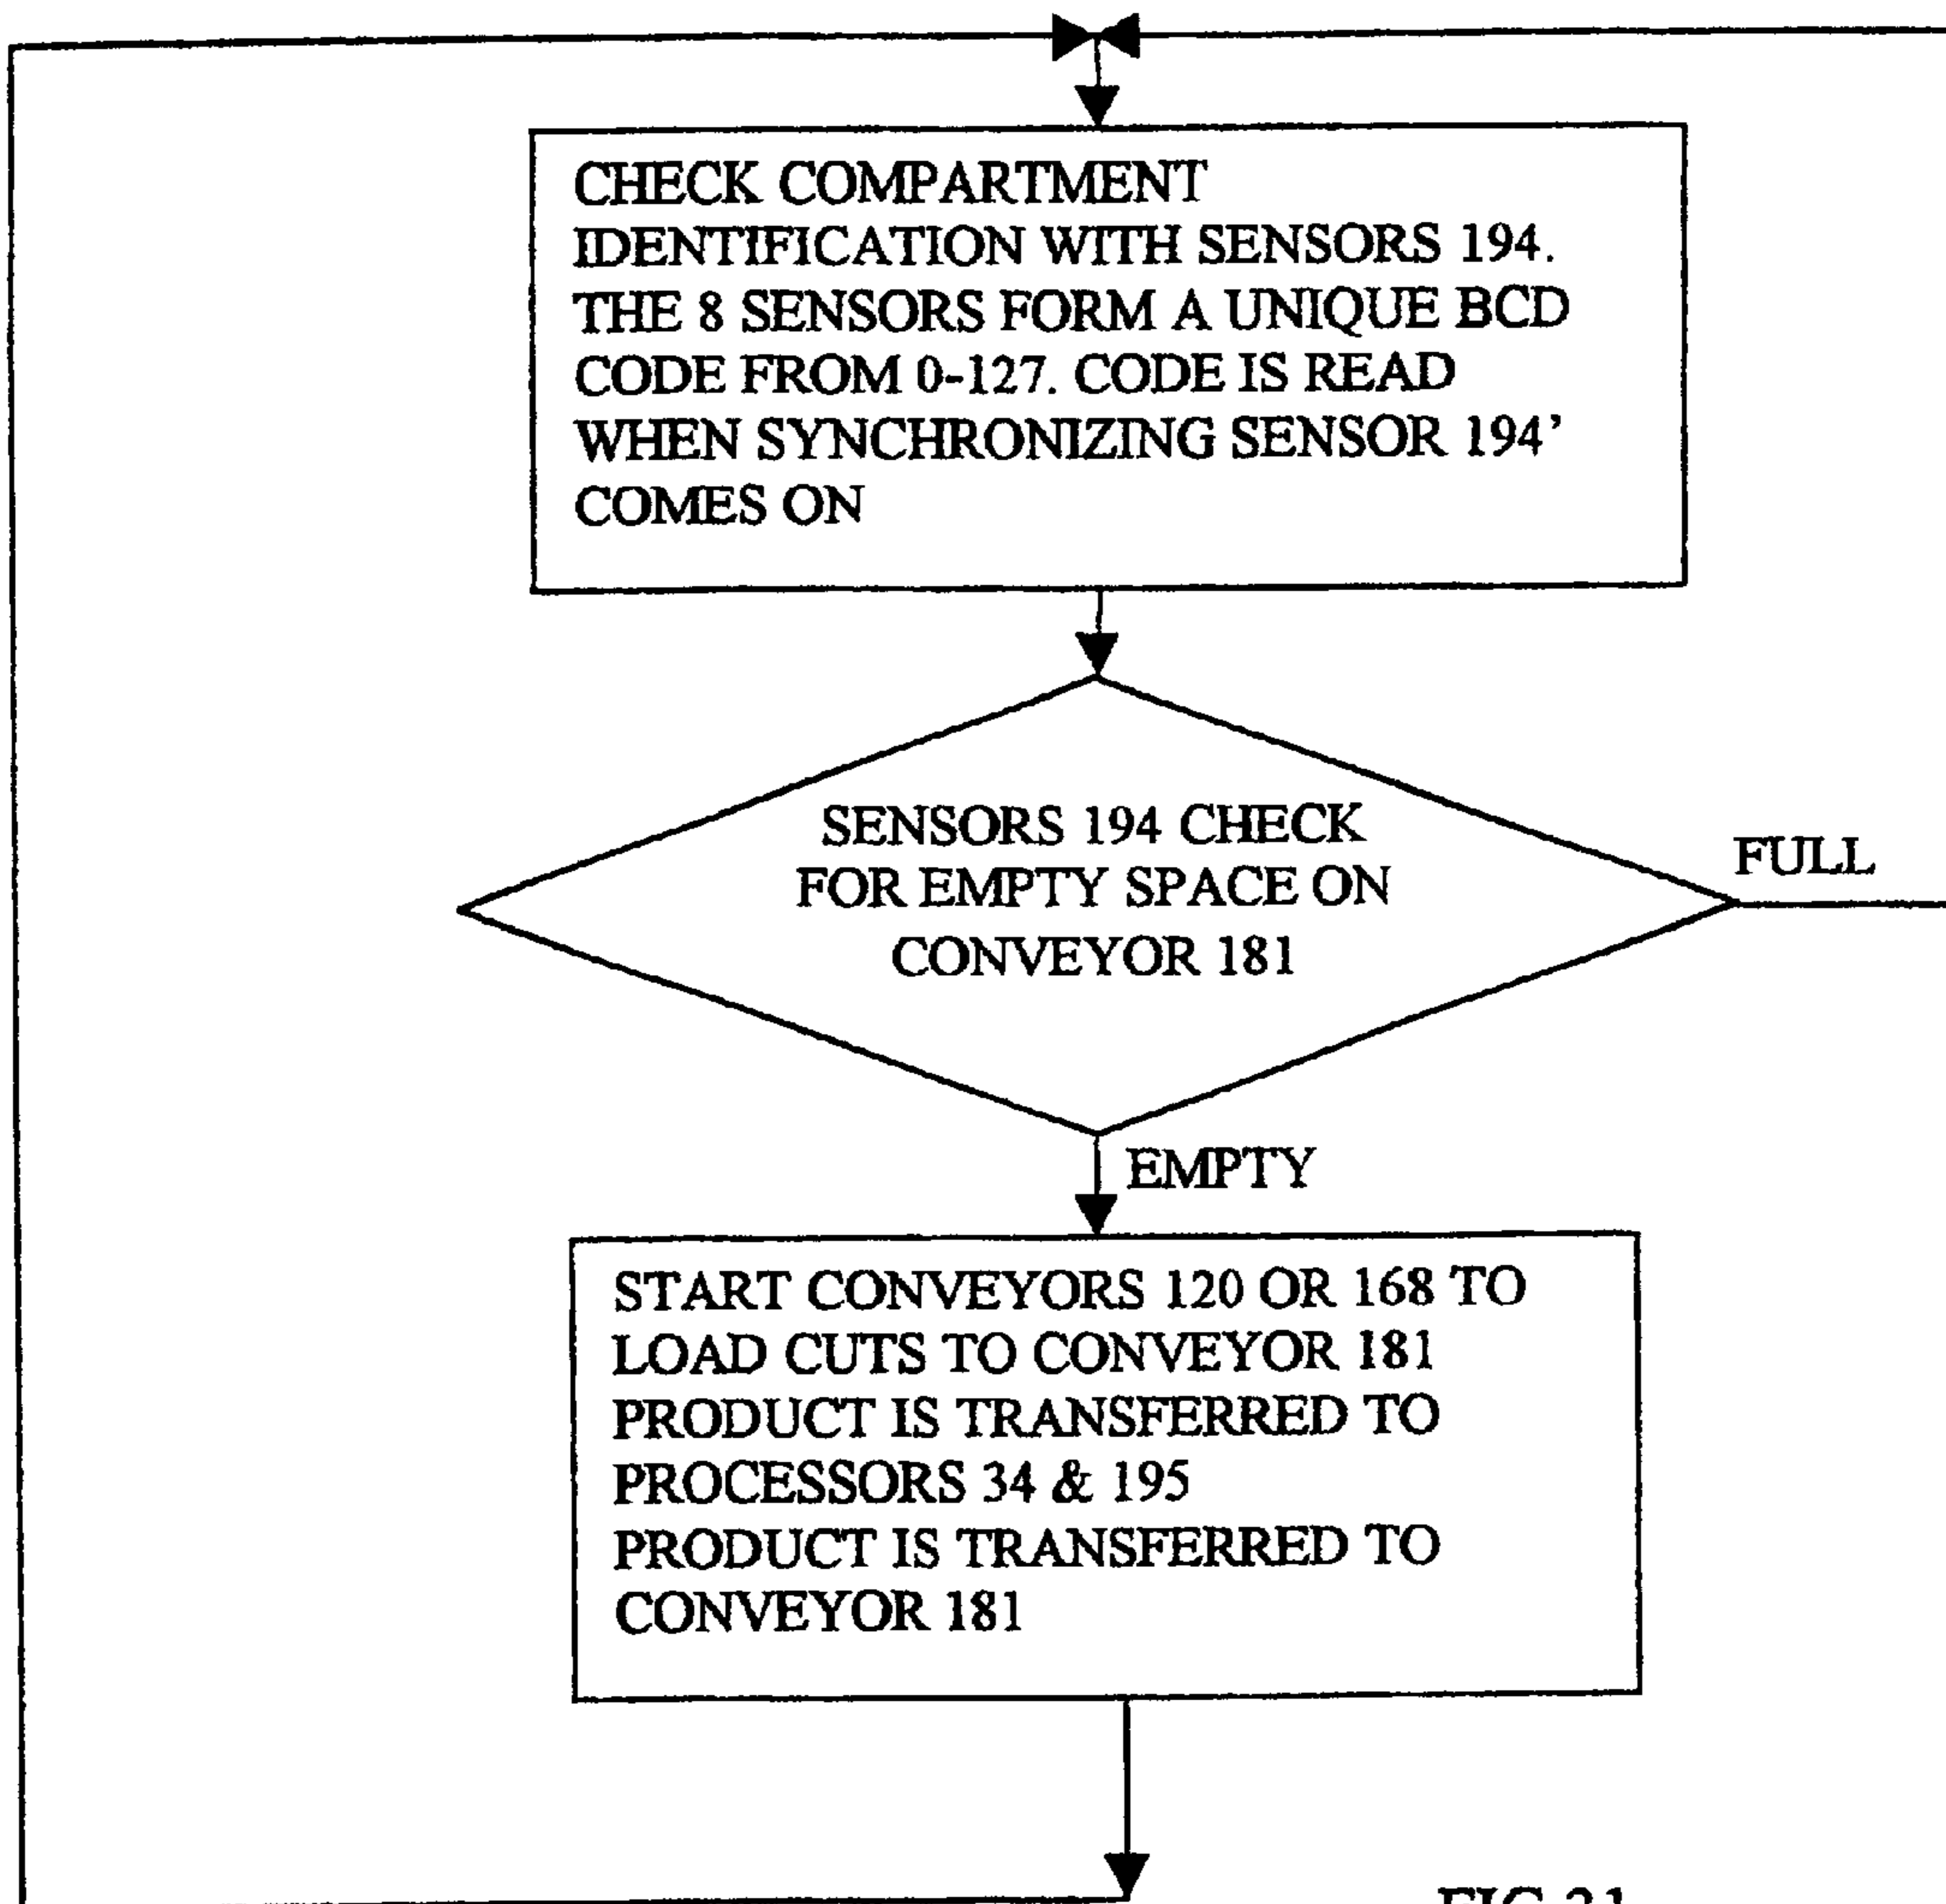 CHECK COMPARTMENT
IDENTIFICATION WITH SENSORS 194.
THE 8 SENSORS FORM A UNIQUE BCD
CODE FROM 0-127. CODE IS READ
WHEN SYNCHRONIZING SENSOR 194'
COMES ON
SENSORS 194 CHECK
FOR EMPTY SPACE ON
CONVEYOR 181
FULL
EMPTY
START CONVEYORS 120 OR 168 TO
LOAD CUTS TO CONVEYOR 181
PRODUCT IS TRANSFERRED TO
PROCESSORS 34 & 195
PRODUCT IS TRANSFERRED TO
CONVEYOR 181
FIG 21